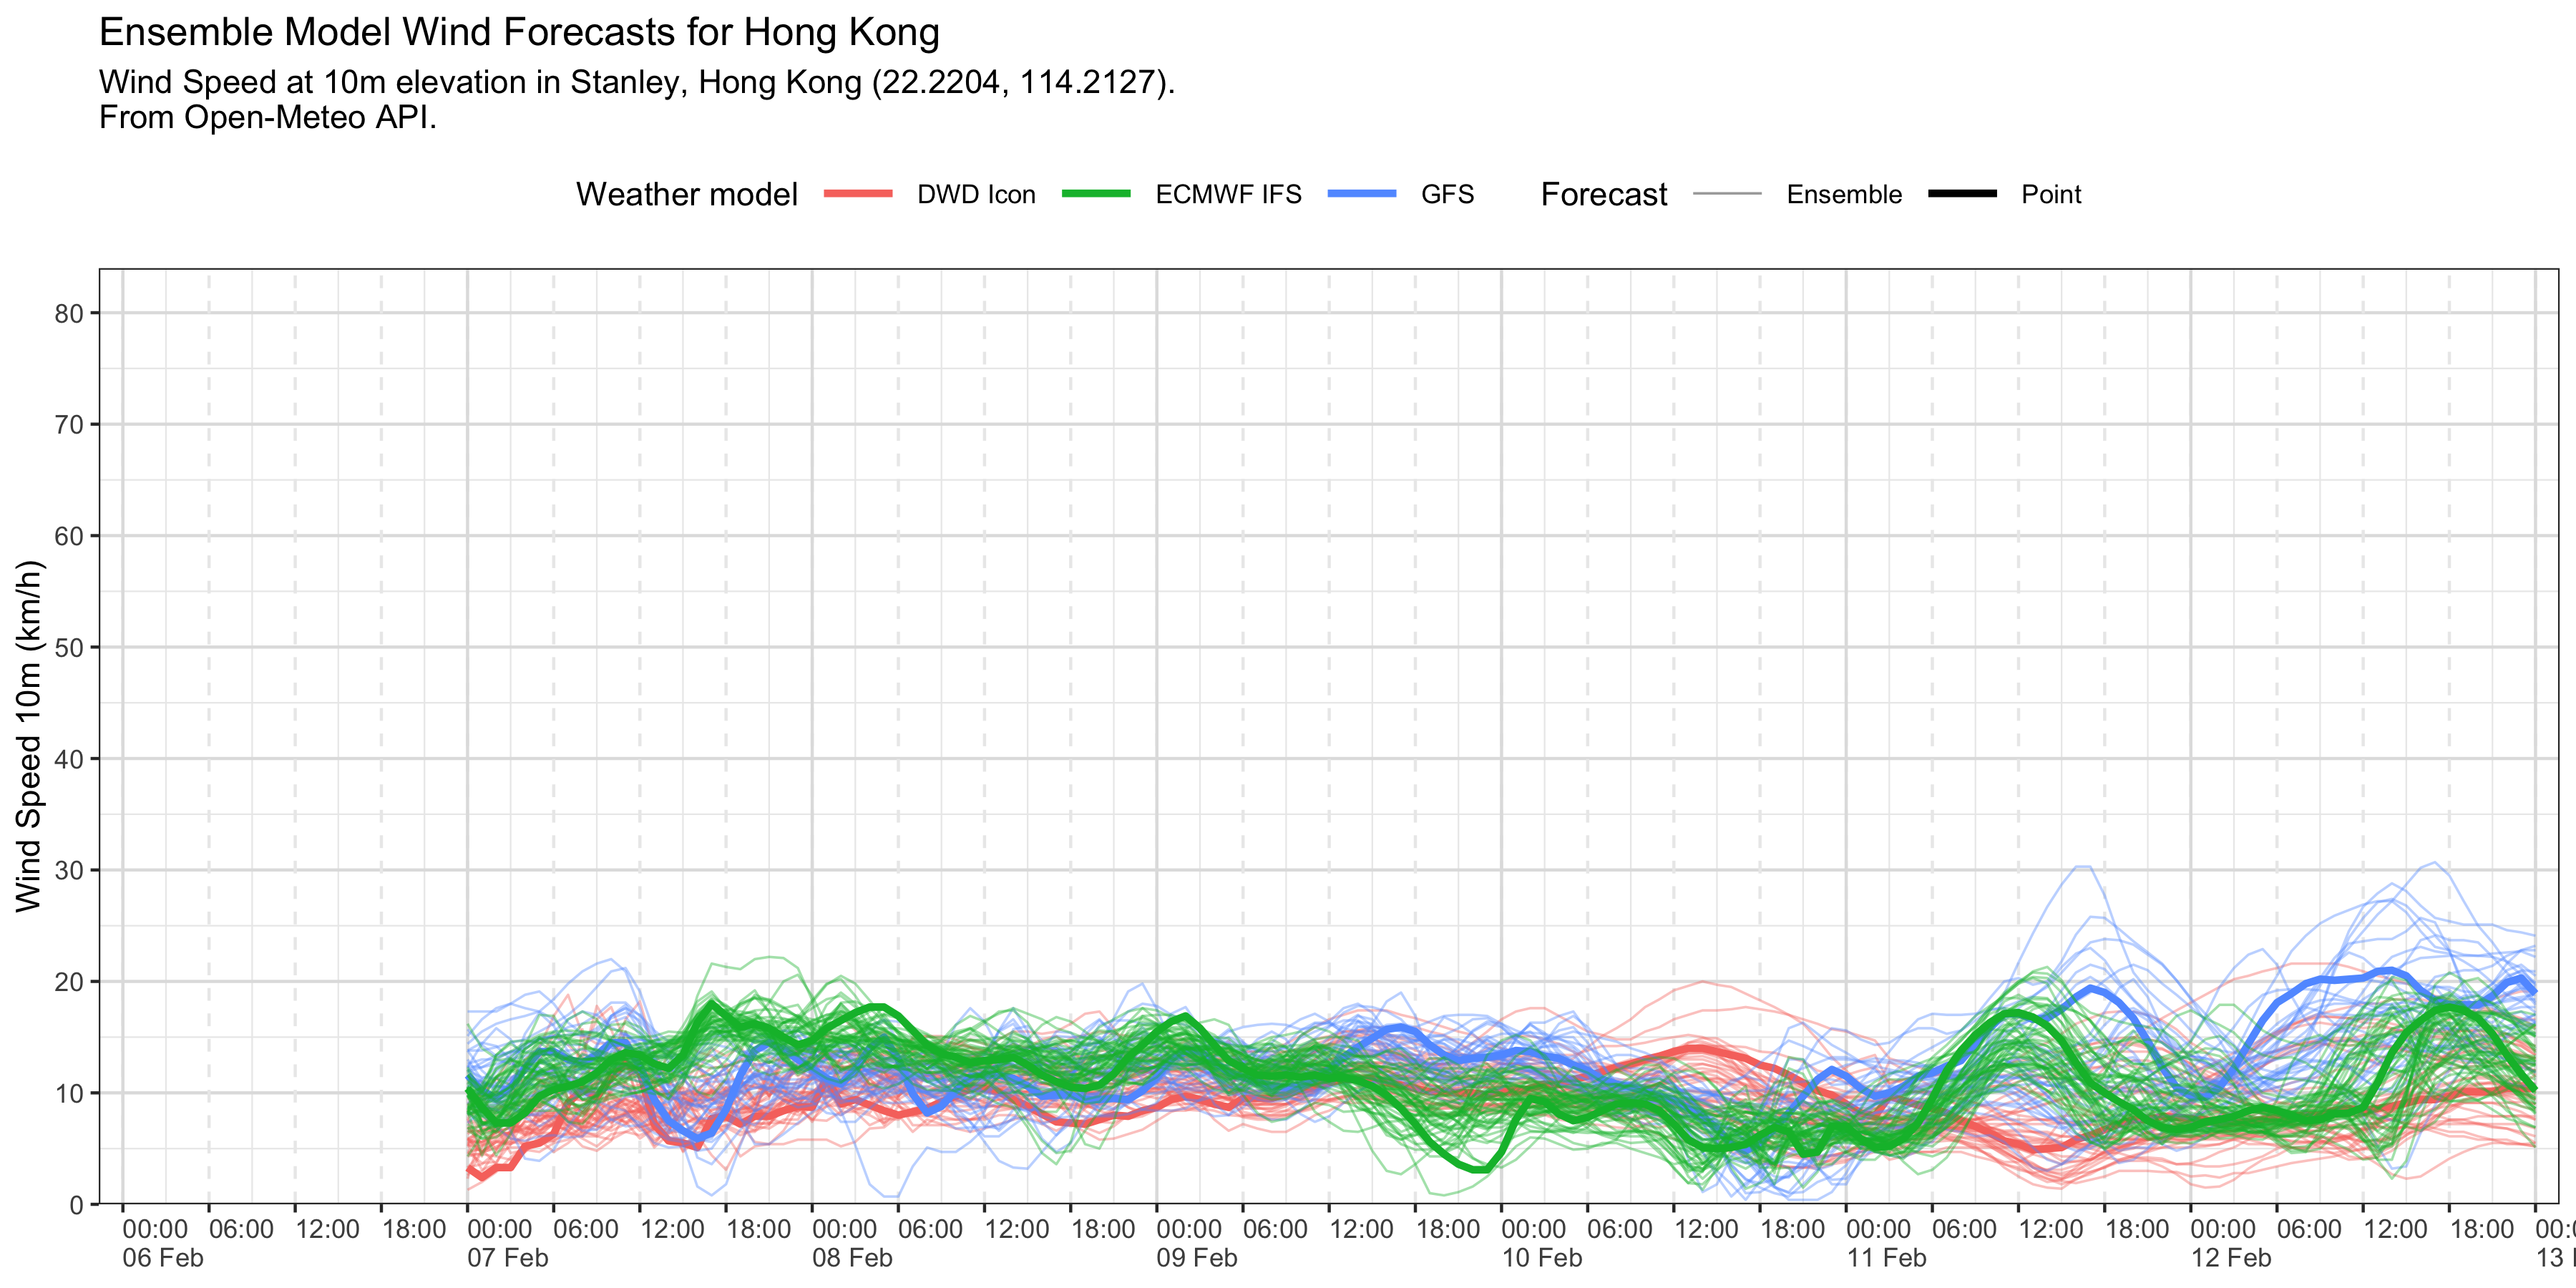 Ensemble Model Wind Forecasts for Hong Kong
Wind Speed at 10m elevation in Stanley, Hong Kong (22.2204, 114.2127).
From Open-Meteo API.
Weather model DWD Icon ECMWF IFS GFS Forecast Ensemble Point
Wind Speed 10m (km/h)
80
70
60
50
40
30
20
10
0
00:00 06:00 12:00 18:00 00:00 06:00 12:00 18:00 00:00 06:00 12:00 18:00 00:00 06:00 12:00 18:00 00:00 06:00 12:00 18:00 00:00 06:00 12:00 18:00 00:00 06:00 12:00 18:00
06 Feb 07 Feb 08 Feb 09 Feb 10 Feb 11 Feb 12 Feb 13